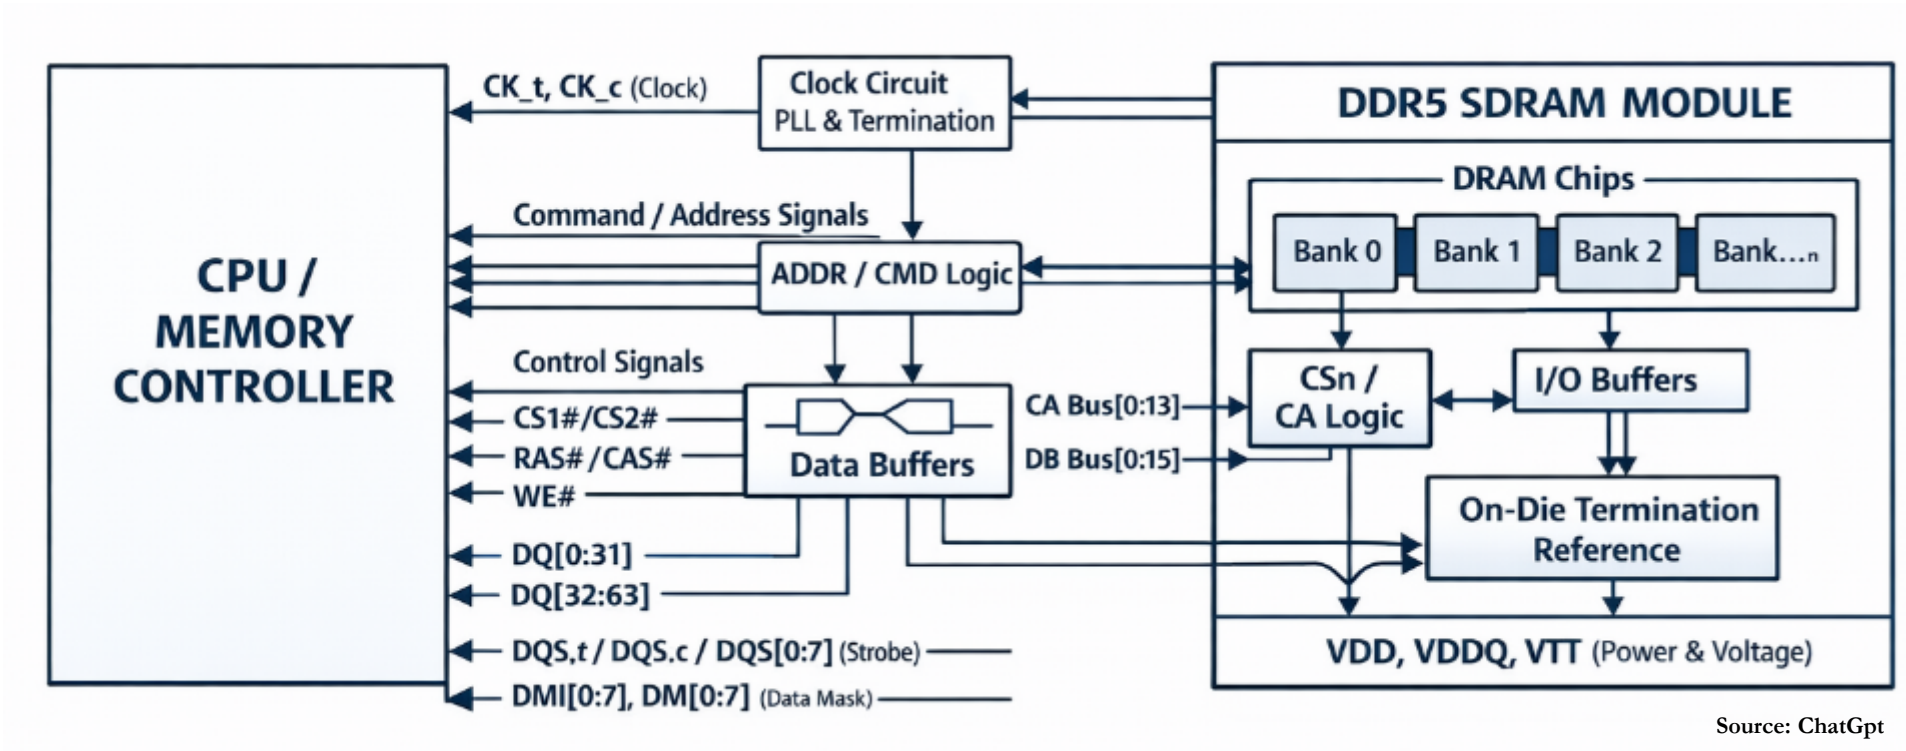 CK_t, CK_c (Clock)
Clock Circuit
PLL & Termination
DDR5 SDRAM MODULE
DRAM Chips
Bank 0
Bank 1
Bank 2
Bank...n
Command / Address Signals
ADDR / CMD Logic
CPU /
MEMORY
CONTROLLER
Control Signals
CS1#/CS2#
RAS#/CAS#
WE#
Data Buffers
CA Bus[0:13]
DB Bus[0:15]
CSn /
CA Logic
I/O Buffers
On-Die Termination
Reference
DQ[0:31]
DQ[32:63]
DQS.t / DQS.c / DQS[0:7] (Strobe)
DMI[0:7], DM[0:7] (Data Mask)
VDD, VDDQ, VTT (Power & Voltage)
Source: ChatGpt